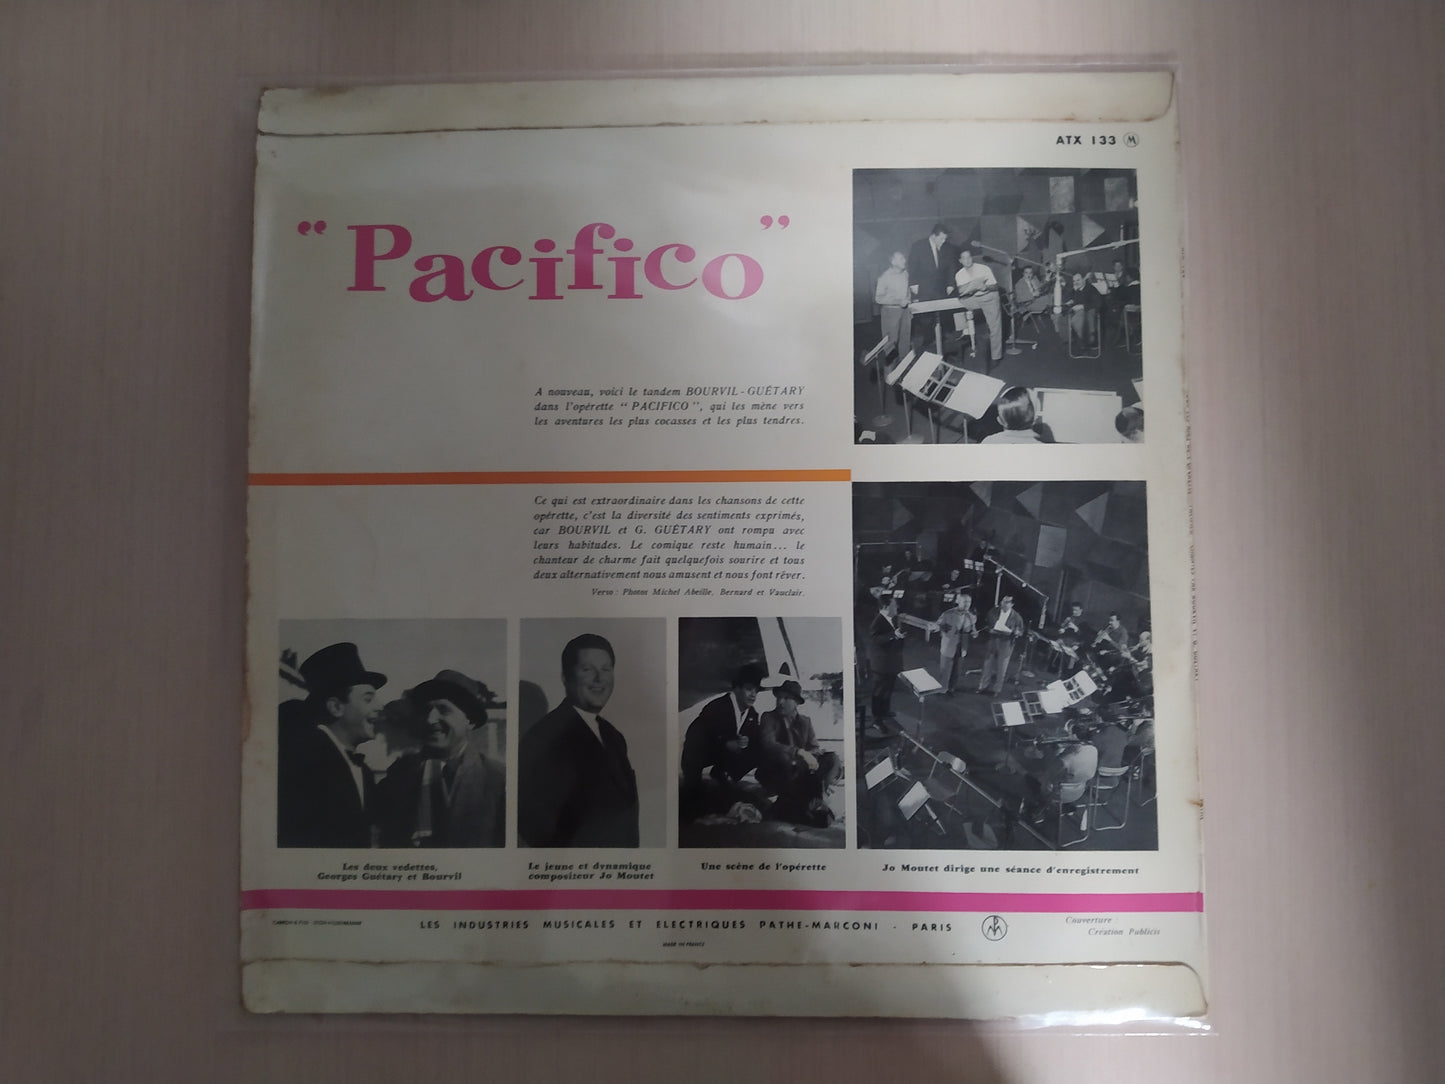 ATX 133 M
“Pacifico”
A nouveau, voici le tandem BOURVIL - GUÉTARY
dans l'opérette “ PACIFICO ”, qui les mène vers
les aventures les plus cocasses et les plus tendres.
Ce qui est extraordinaire dans les chansons de cette
opérette, c'est la diversité des sentiments exprimés,
car BOURVIL et G. GUÉTARY ont rompu avec
leurs habitudes. Le comique reste humain... le
chanteur de charme fait quelquefois sourire et tous
deux alternativement nous amusent et nous font rêver.
Verso : Photos Michel Abeille, Bernard et Vauclair.
Les deux vedettes,
Georges Guétary et Bourvil
Le jeune et dynamique
compositeur Jo Moutet
Une scène de l'opérette
Jo Moutet dirige une séance d'enregistrement
LES INDUSTRIES MUSICALES ET ELECTRIQUES PATHE-MARCONI - PARIS
MADE IN FRANCE
Couverture :
Création Publicis